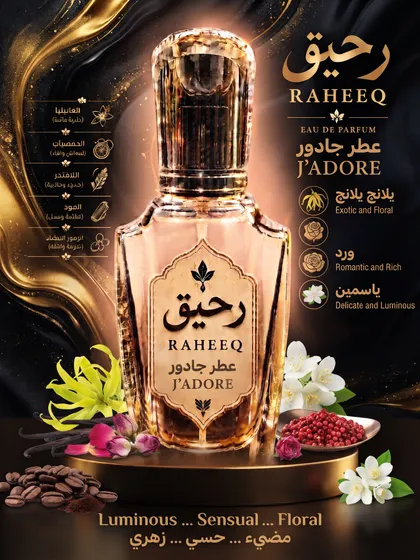 رحيق
RAHEEQ
EAU DE PARFUM
عطر جادور
J'ADORE
يلانج يلانج
Exotic and Floral
ورد
Romantic and Rich
ياسمين
Delicate and Luminous
الفانيليا
الحمضيات
العود
رحيق
RAHEEQ
عطر جادور
J'ADORE
Luminous ... Sensual ... Floral
مضيء ... حسي ... زهري